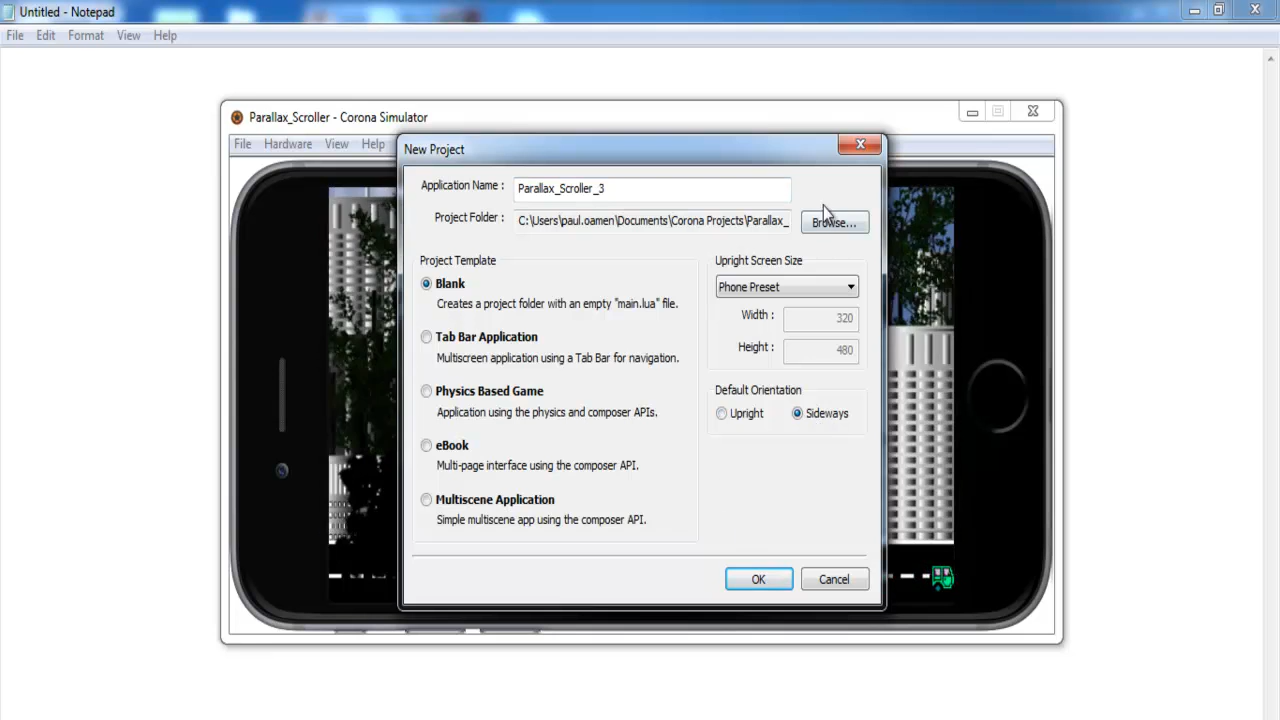 Untitled - Notepad
File Edit Format View Help
Parallax_Scroller - Corona Simulator
File Hardware View Help
New Project
Application Name : Parallax_Scroller_3
Project Folder : C:\Users\paul.oamen\Documents\Corona Projects\Parallax_ Browse...
Project Template
Blank
Creates a project folder with an empty "main.lua" file.
Tab Bar Application
Multiscreen application using a Tab Bar for navigation.
Physics Based Game
Application using the physics and composer APIs.
eBook
Multi-page interface using the composer API.
Multiscene Application
Simple multiscene app using the composer API.
Upright Screen Size
Phone Preset
Width : 320
Height : 480
Default Orientation
Upright Sideways
OK Cancel